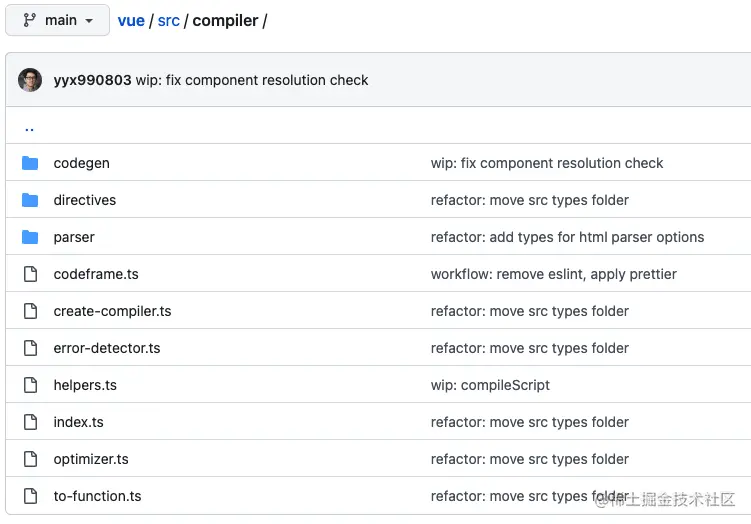 main
vue / src / compiler /
yyx990803 wip: fix component resolution check
..
codegen wip: fix component resolution check
directives refactor: move src types folder
parser refactor: add types for html parser options
codeframe.ts workflow: remove eslint, apply prettier
create-compiler.ts refactor: move src types folder
error-detector.ts refactor: move src types folder
helpers.ts wip: compileScript
index.ts refactor: move src types folder
optimizer.ts refactor: move src types folder
to-function.ts refactor: move src types folder
@稀土掘金技术社区